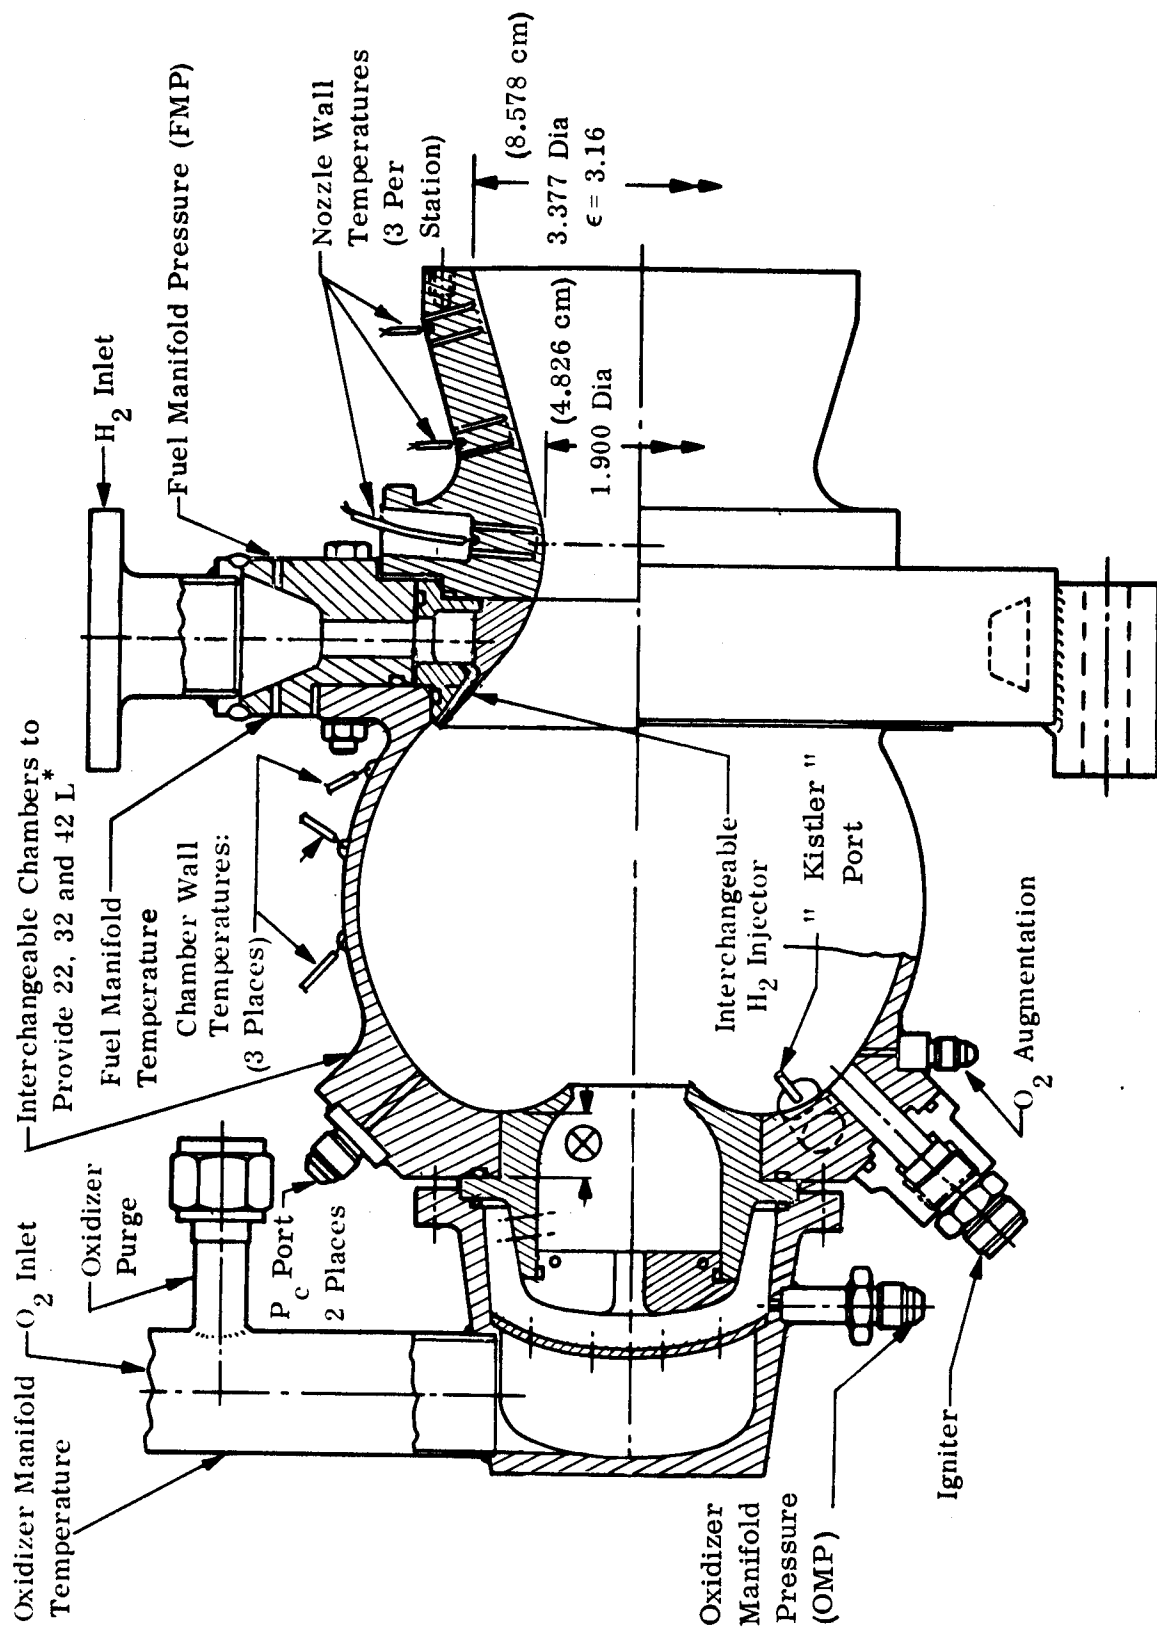 Oxidizer Manifold
Temperature
O2 Inlet
Oxidizer
Purge
Pc Port
2 Places
Interchangeable Chambers to
Provide 22, 32 and 42 L*
Fuel Manifold
Temperature
Chamber Wall
Temperatures:
(3 Places)
H2 Inlet
Fuel Manifold Pressure (FMP)
Nozzle Wall
Temperatures
(3 Per
Station)
(8.578 cm)
3.377 Dia
ϵ = 3.16
(4.826 cm)
1.900 Dia
Interchangeable
H2 Injector
" Kistler "
Port
O2 Augmentation
Igniter
Oxidizer
Manifold
Pressure
(OMP)